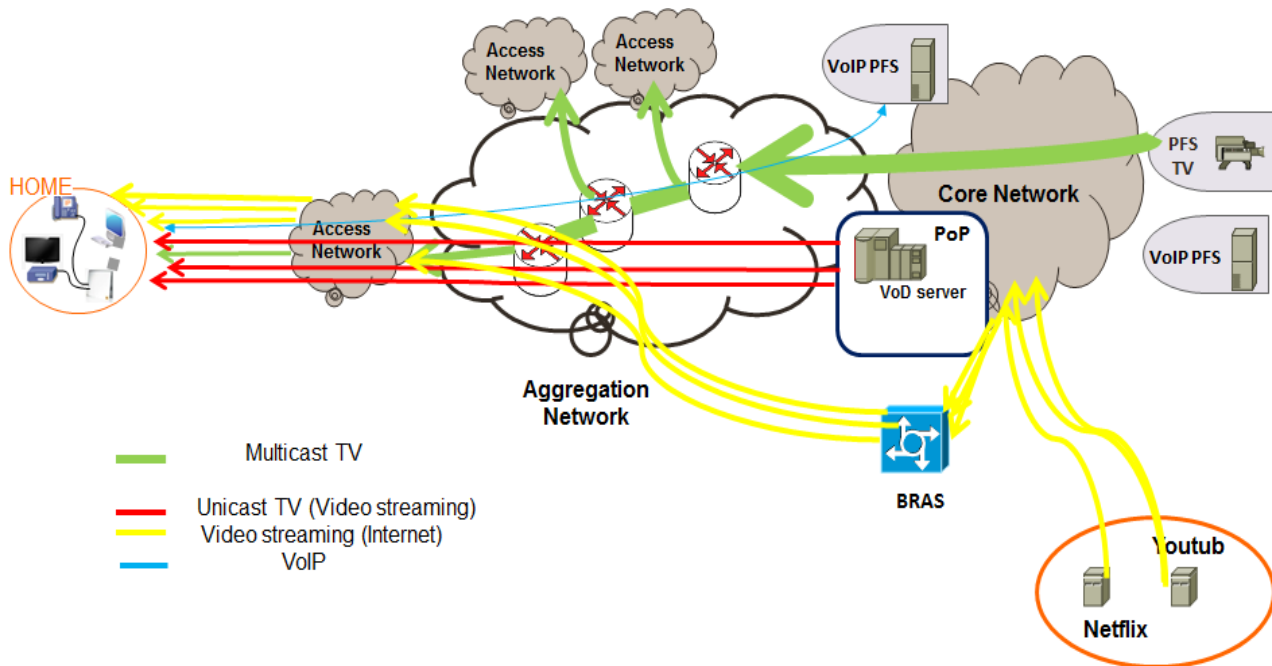 Access
Network
Access
Network
VoIP PFS
PFS
TV
Core Network
HOME
Access
Network
PoP
VoD server
VoIP PFS
Aggregation
Network
BRAS
Multicast TV
Unicast TV (Video streaming)
Video streaming (Internet)
VoIP
Youtub
Netflix